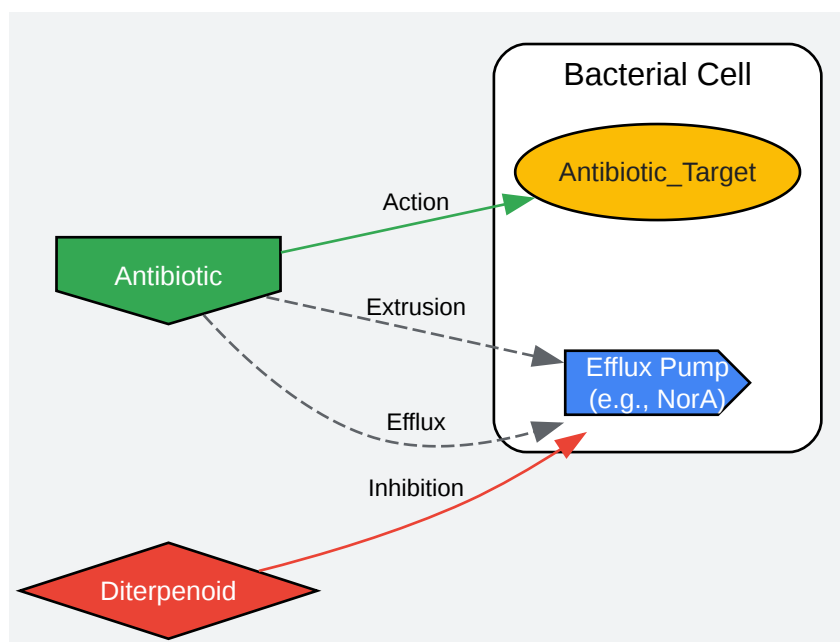 Bacterial Cell
Antibiotic_Target
Action
Antibiotic
Extrusion
Efflux Pump
(e.g., NorA)
Efflux
Inhibition
Diterpenoid